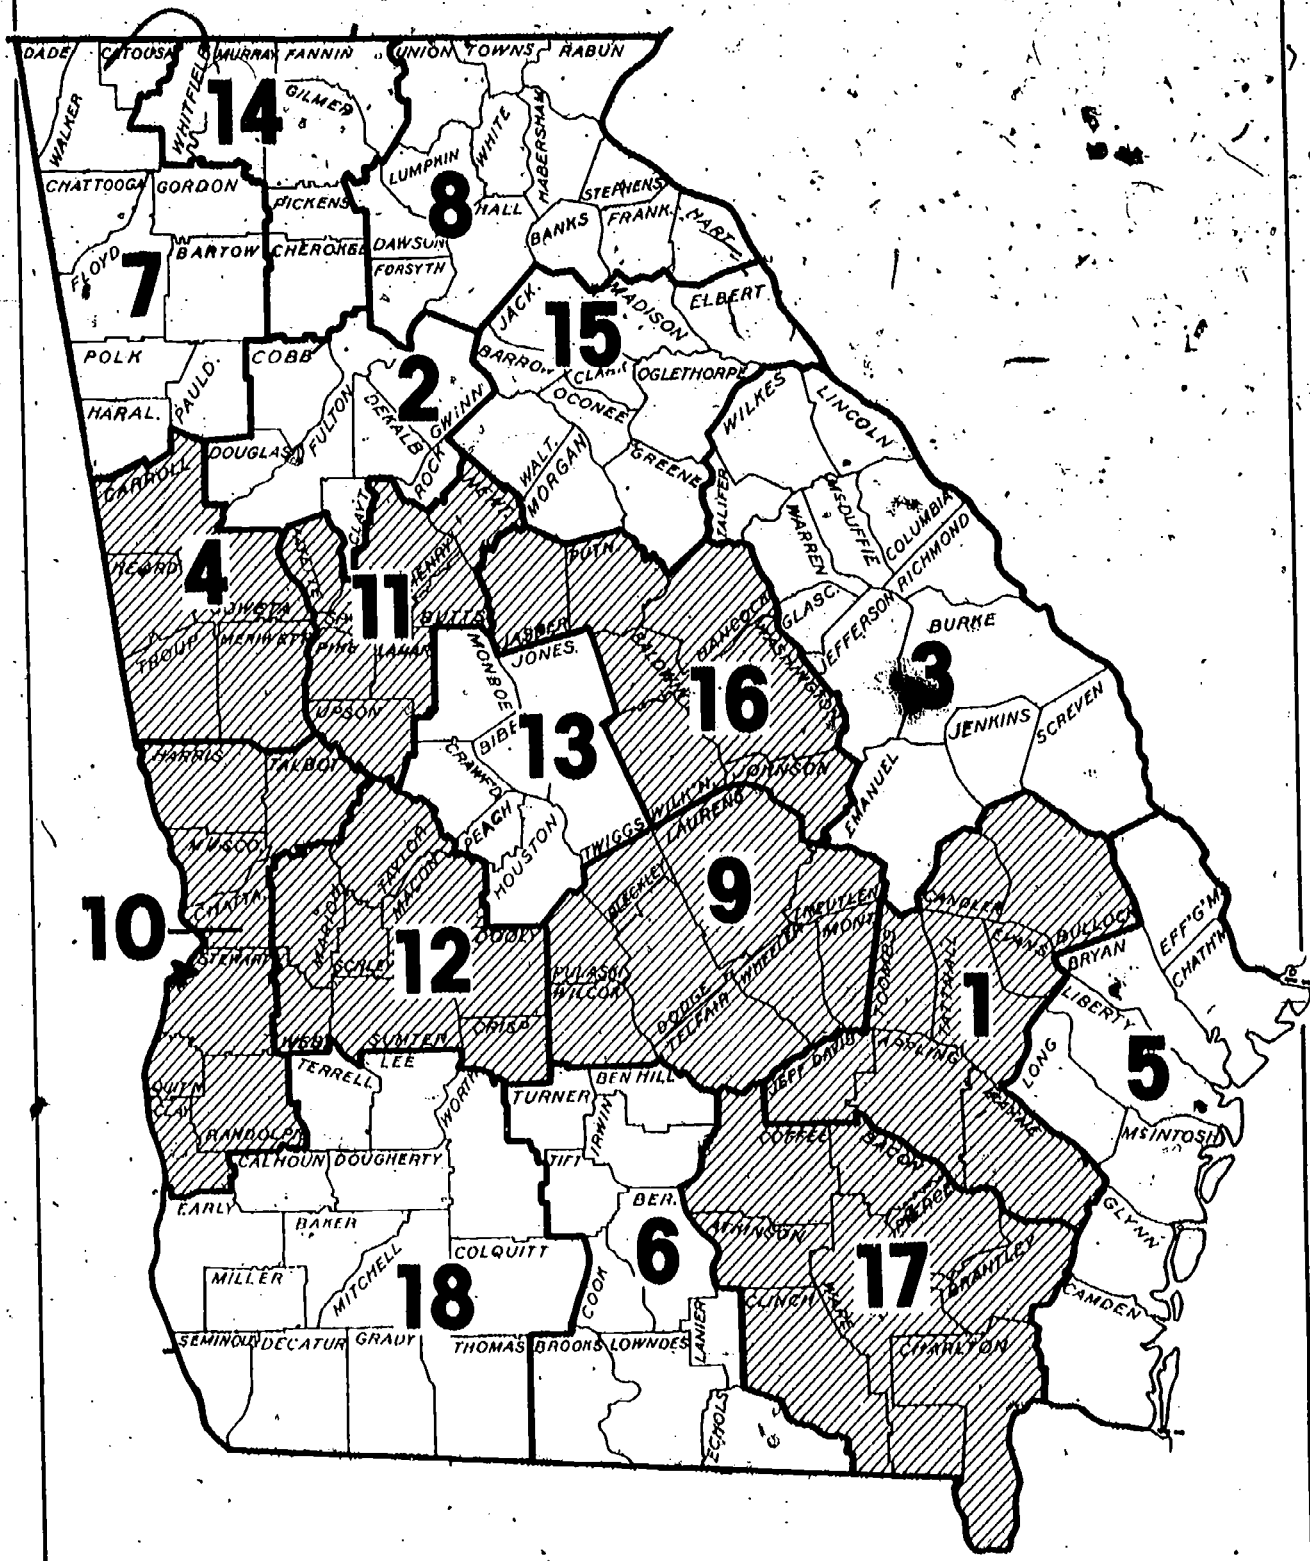 DADE CATOOSA MURRAY FANNIN UNION TOWNS RABUN
WHITFIELD
14
GILMER
WALKER
WHITE
HABERSHAM
LUMPKIN
CHATTOOGA GORDON
PICKENS
8
HALL
STEPHENS
BANKS FRANK. HART
FLOYD
7
BARTOW CHEROKEE
DAWSON
FORSYTH
JACK.
MADISON
ELBERT
15
POLK
PAULD.
COBB
2
BARROW
CLARK
OGLETHORPE
OCONEE
HARAL.
FULTON
DEKALB
GWINN
WILKES
LINCOLN
DOUGLAS
ROCK
WALT.
MORGAN
GREENE
TALIFER
CARROLL
CLAYT
NEWT.
WARREN
McDUFFIE
COLUMBIA
RICHMOND
HEARD
4
FAYETTE
11
HENRY
PUTN.
HANCOCK
GLASC.
JEFFERSON
BURKE
BUTTS
JASPER
TROUP
MERIWETH
PIKE
LAMAR
MONROE
JONES.
BALDWIN
WASHINGTON
3
UPSON
16
JENKINS
SCREVEN
HARRIS
TALBOT
CRAWF'D
BIBB
13
WILK'N.
JOHNSON
EMANUEL
MUSCO.
TAYLOR
MACON
PEACH
HOUSTON
TWIGGS
LAURENS
10
CHATTA.
MARION
BLECKLEY
9
TREUTLEN
MONT.
CANDLER
EVANS
BULLOCK
EFF'G'M.
CHATH'M
STEWART
SCHLEY
12
DOOLY
PULASKI
WILCOX
DODGE
TELFAIR
WHEELER
TOOMBS
TATTNALL
1
BRYAN
LIBERTY
WEBB
SUMTER
CRISP
LEE
TERRELL
WORTH
TURNER
BEN HILL
IRWIN
JEFF DAVIS
APPLING
WAYNE
LONG
5
QUITM
CLAY
RANDOLPH
COFFEE
BACON
McINTOSH
CALHOUN DOUGHERTY
TIFT
EARLY
BAKER
BER.
6
ATKINSON
PIERCE
GLYNN
MITCHELL
COLQUITT
COOK
17
BRANTLEY
MILLER
18
LANIER
CLINCH
WARE
CAMDEN
DECATUR GRADY THOMAS BROOKS LOWNDES
CHARLTON
ECHOLS